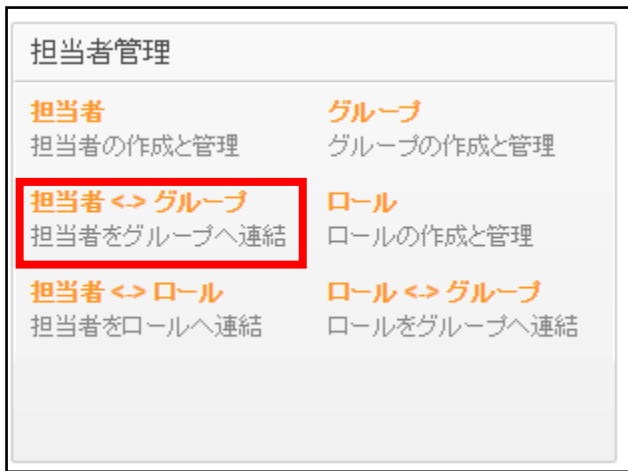 担当者管理
担当者
担当者の作成と管理
グループ
グループの作成と管理
担当者 <-> グループ
担当者をグループへ連結
ロール
ロールの作成と管理
担当者 <-> ロール
担当者をロールへ連結
ロール <-> グループ
ロールをグループへ連結